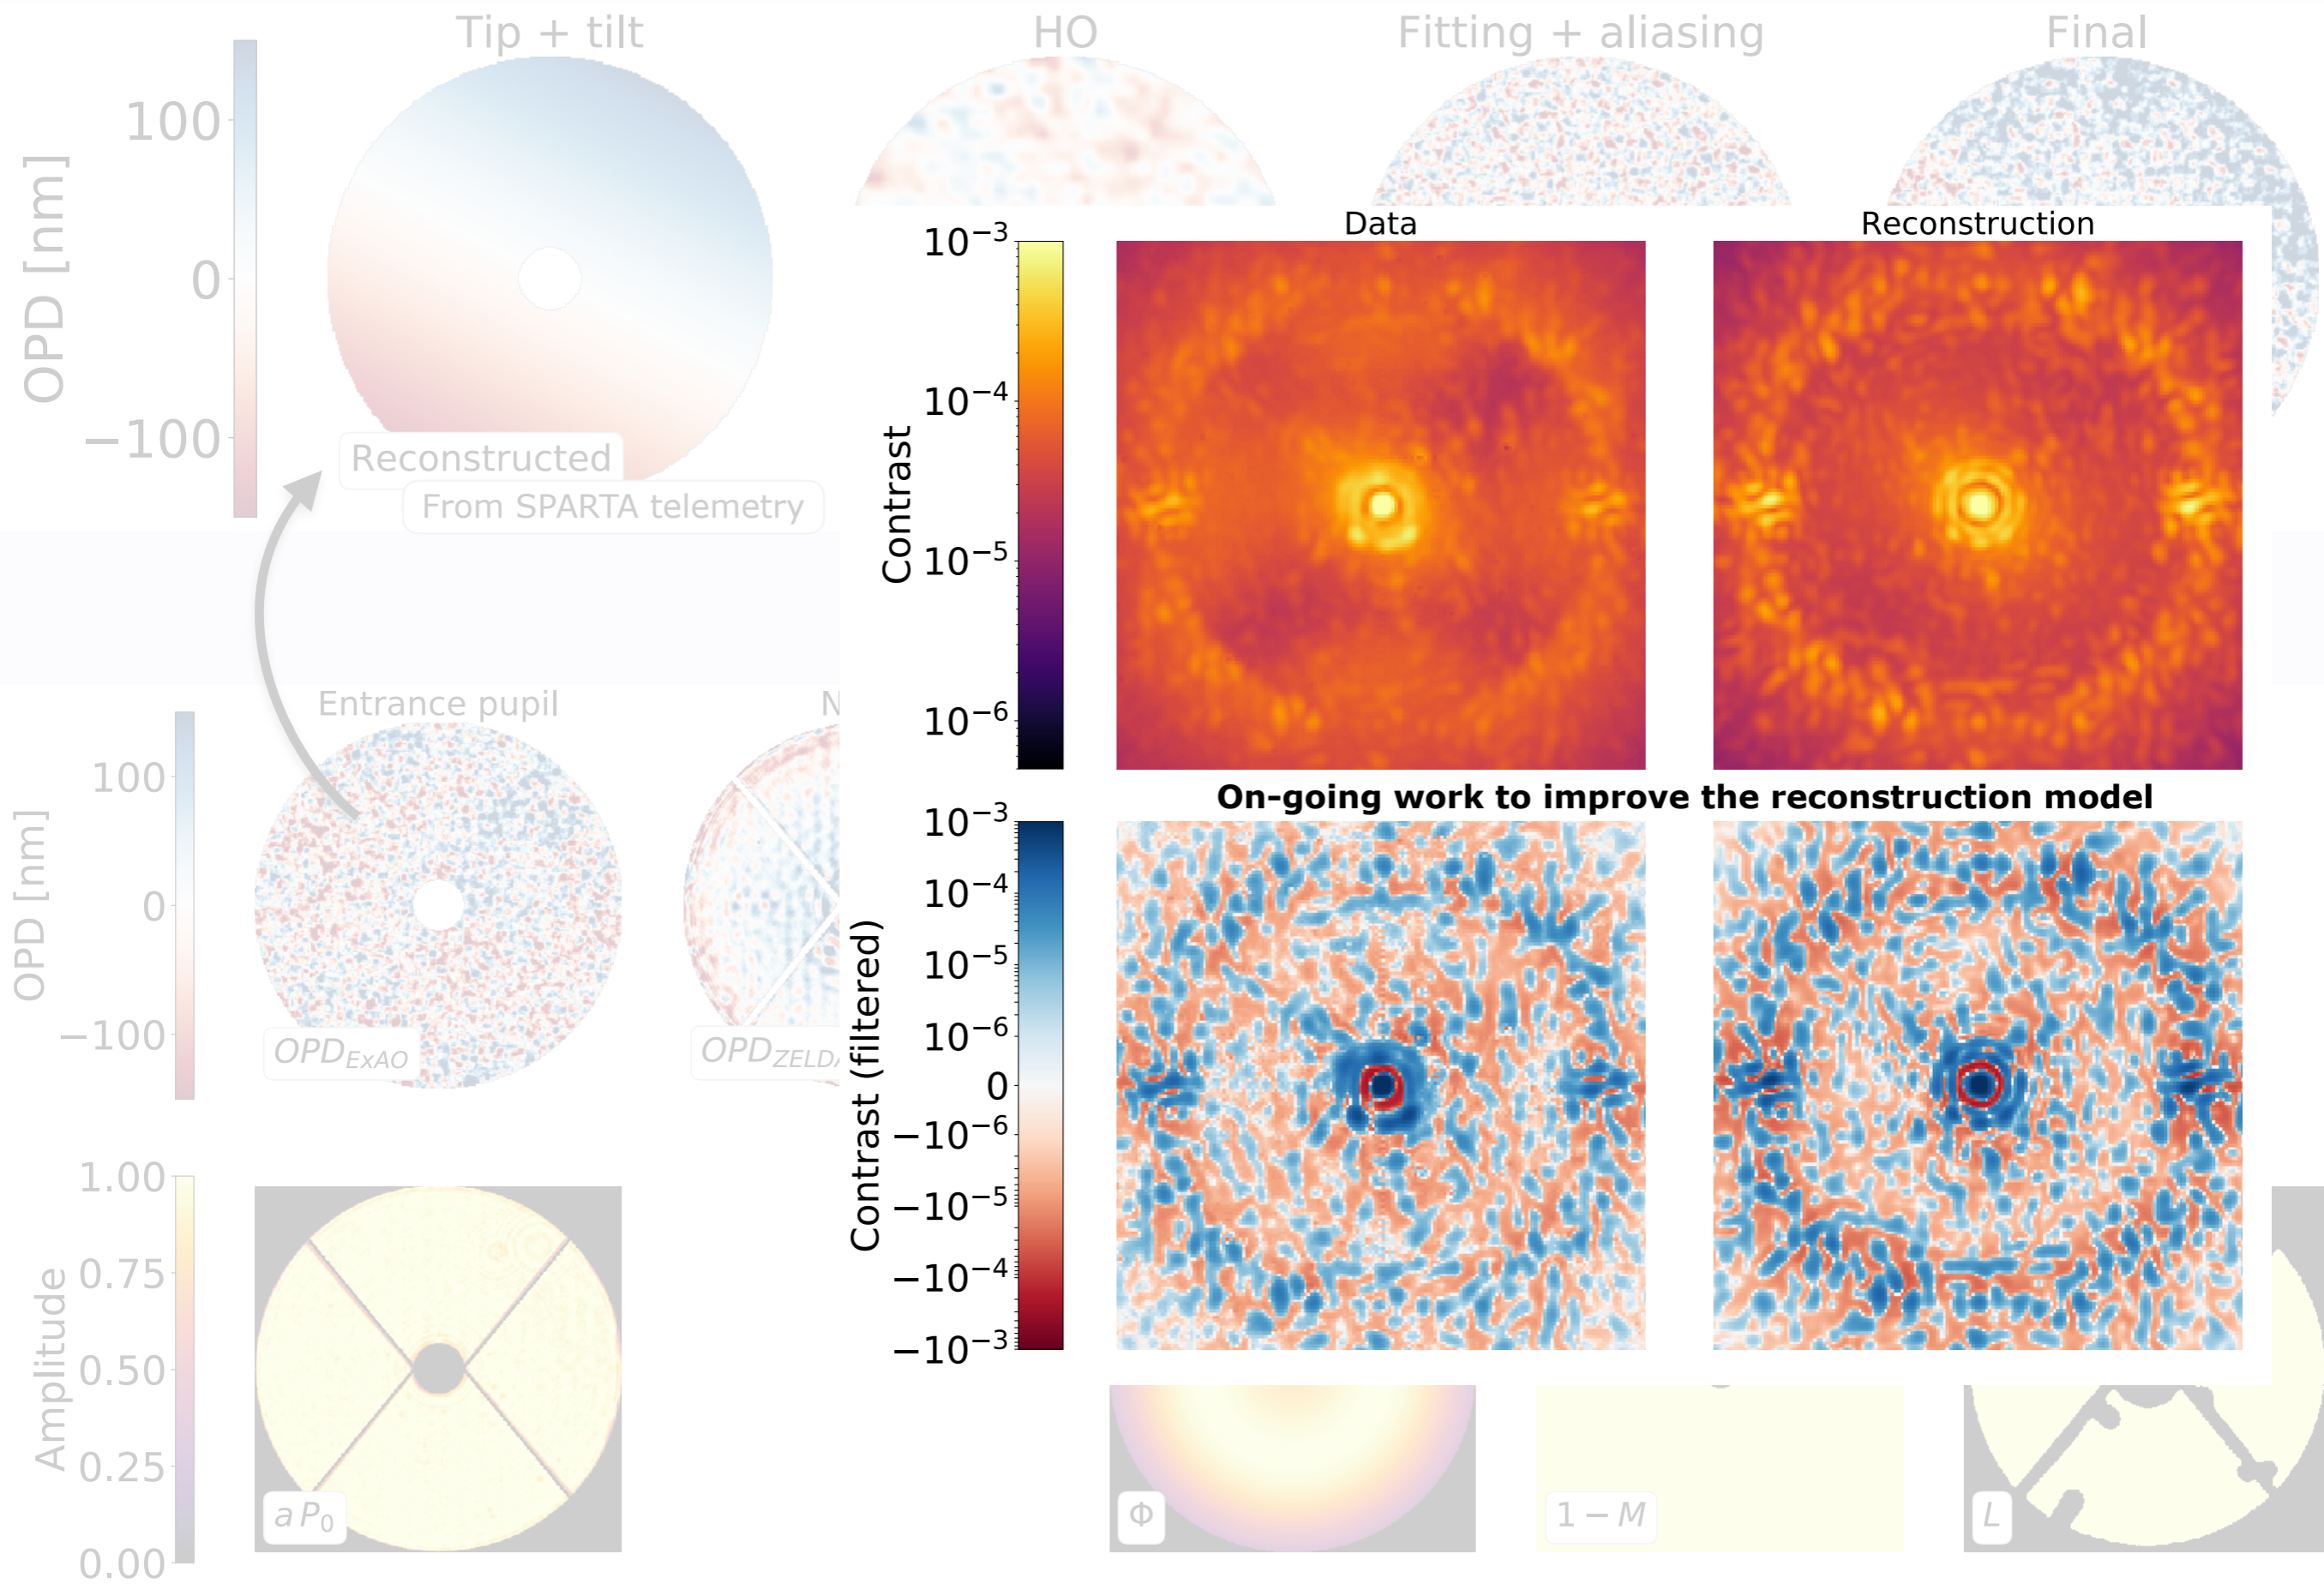 Tip + tilt
HO
Fitting + aliasing
Final
OPD [nm]
100
0
−100
Reconstructed
From SPARTA telemetry
Data
Reconstruction
Contrast
10⁻³
10⁻⁴
10⁻⁵
10⁻⁶
On-going work to improve the reconstruction model
Contrast (filtered)
10⁻³
10⁻⁴
10⁻⁵
10⁻⁶
0
−10⁻⁶
−10⁻⁵
−10⁻⁴
−10⁻³
Entrance pupil
N
OPD [nm]
100
0
−100
OPD_ExAO
OPD_ZELDA
Amplitude
1.00
0.75
0.50
0.25
0.00
a P₀
Φ
1 − M
L